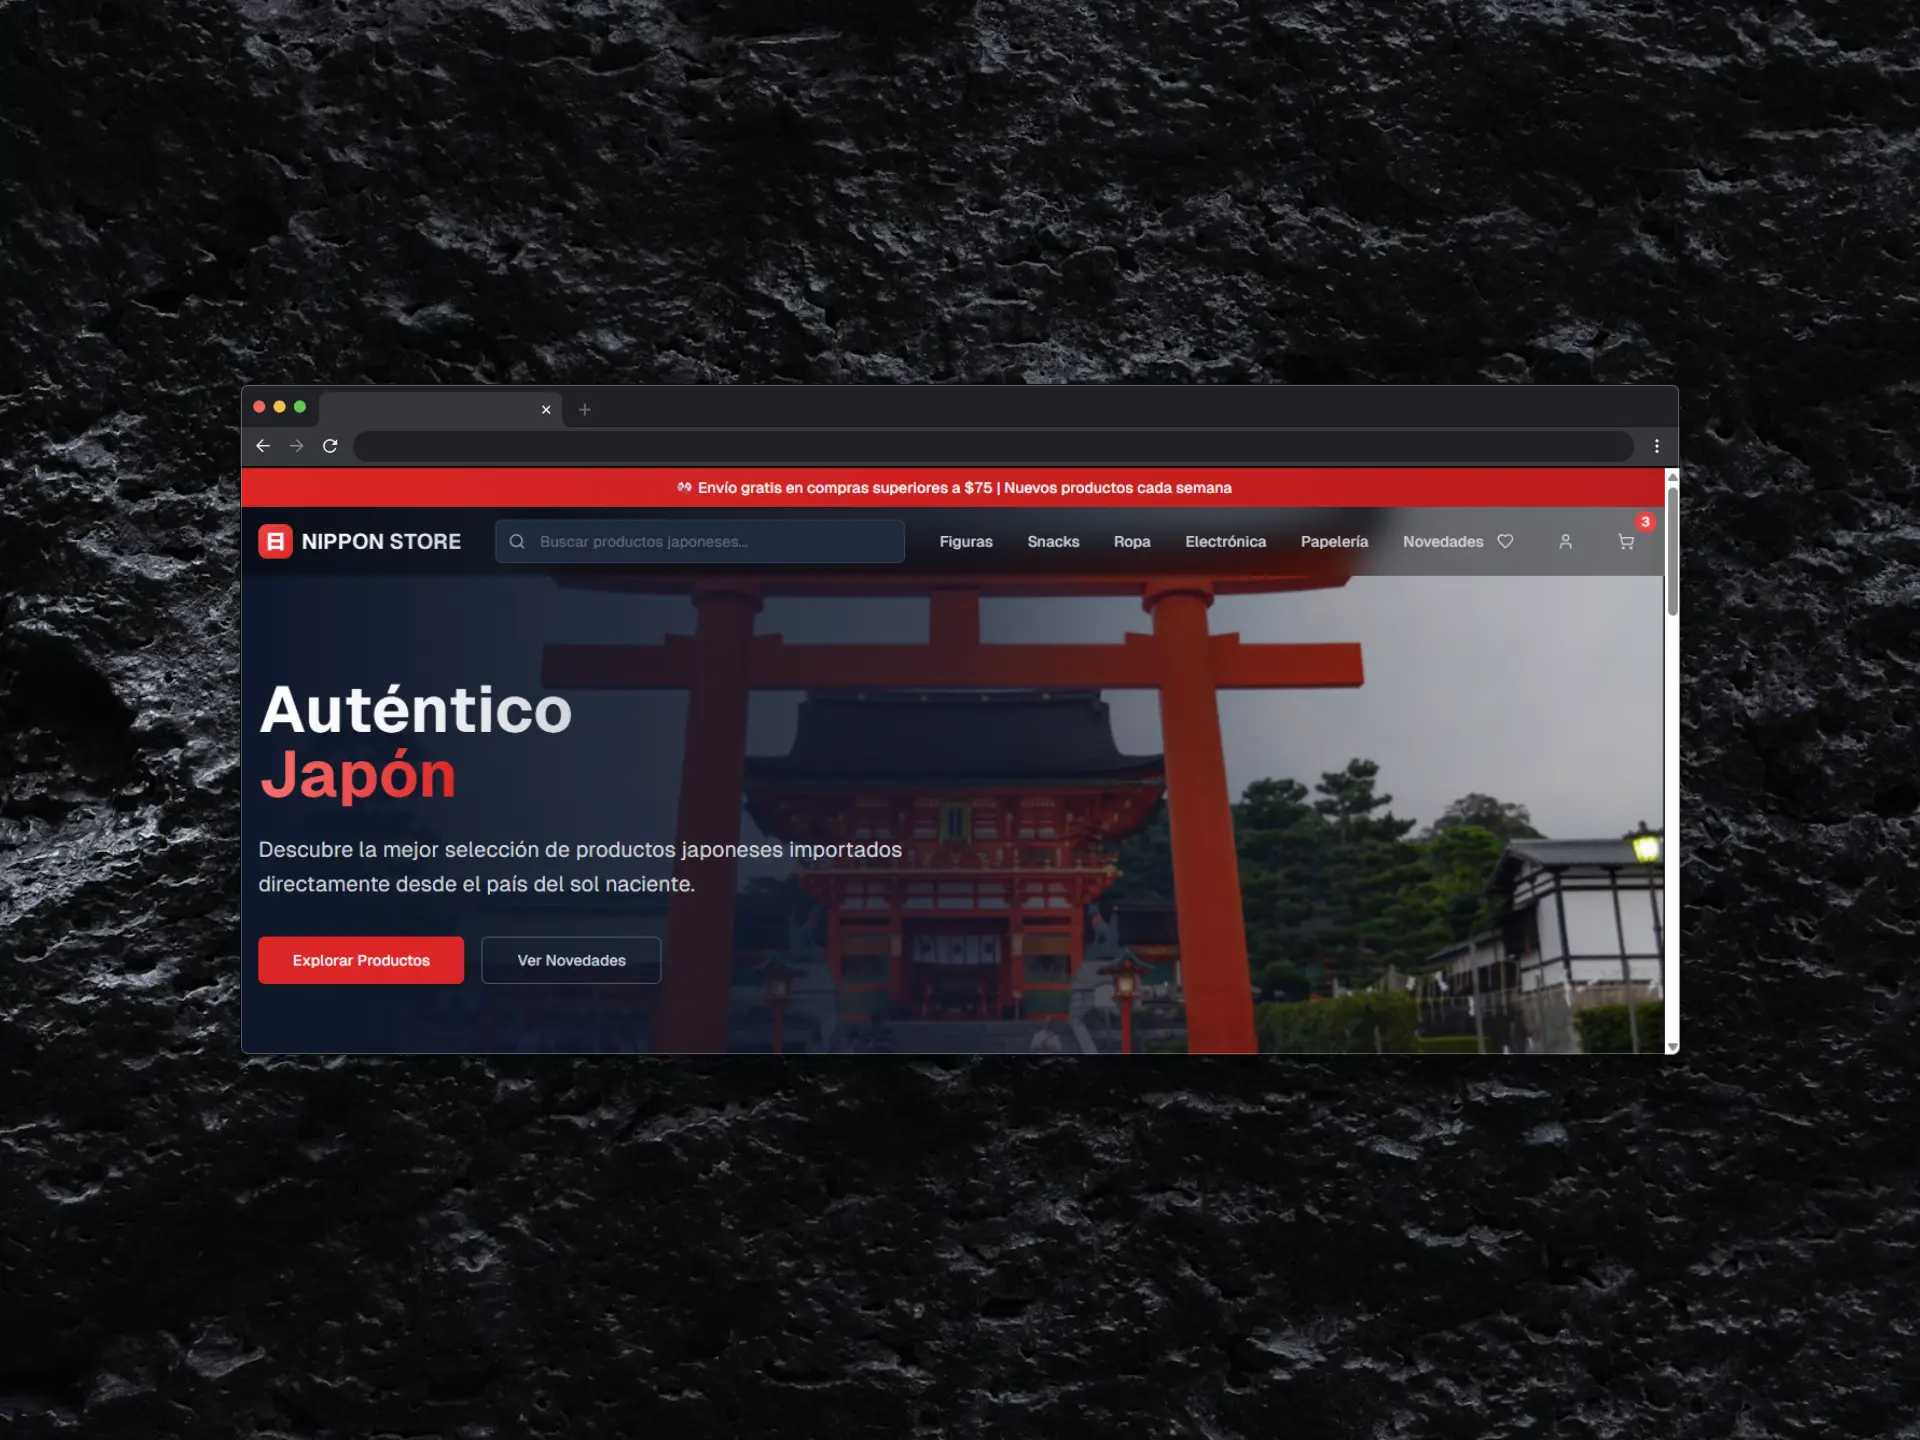 Envío gratis en compras superiores a $75 | Nuevos productos cada semana
日 NIPPON STORE
Buscar productos japoneses...
Figuras
Snacks
Ropa
Electrónica
Papelería
Novedades
3
Auténtico
Japón
Descubre la mejor selección de productos japoneses importados
directamente desde el país del sol naciente.
Explorar Productos
Ver Novedades